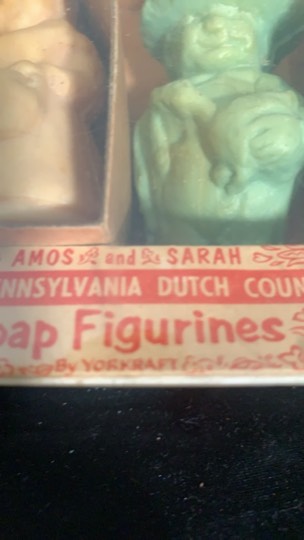 AMOS and SARAH
NNSYLVANIA DUTCH COUN
oap Figurines
By YORKRAFT